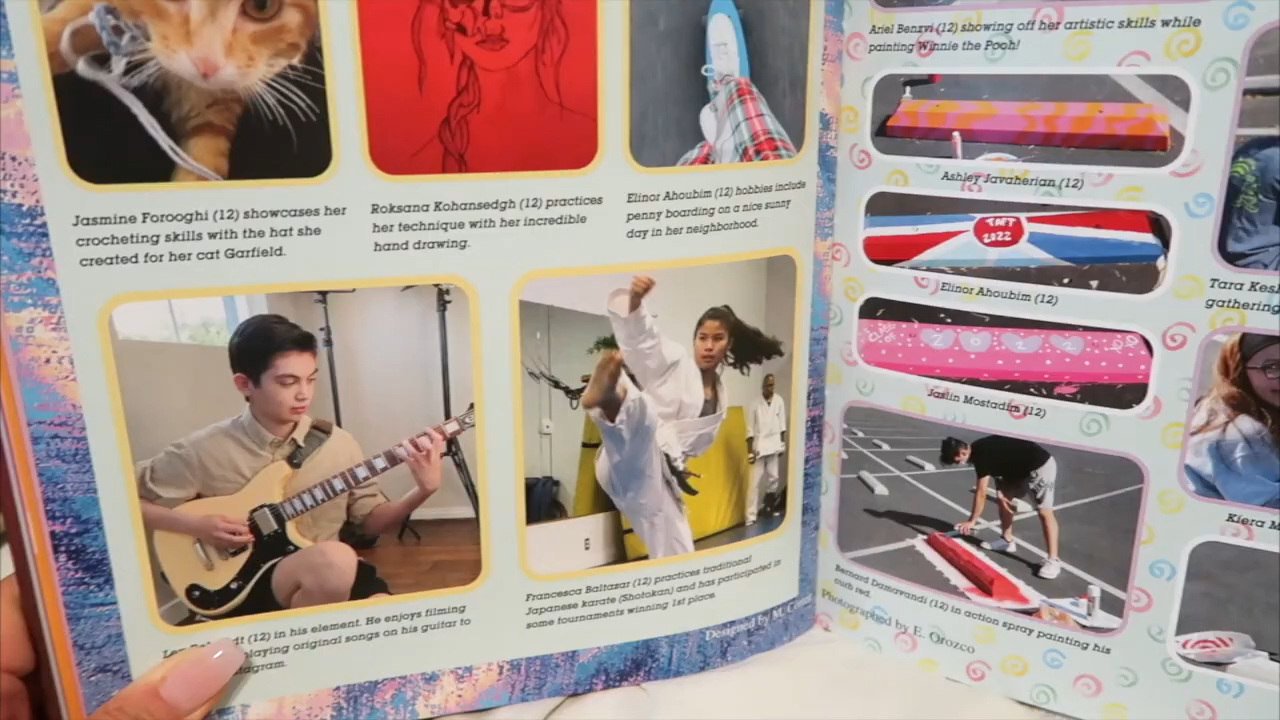 Jasmine Forooghi (12) showcases her
crocheting skills with the hat she
created for her cat Garfield.
Roksana Kohansedgh (12) practices
her technique with her incredible
hand drawing.
Elinor Ahoubim (12) hobbies include
penny boarding on a nice sunny
day in her neighborhood.
(12) in his element. He enjoys filming
playing original songs on his guitar to
Francesca Baltazar (12) practices traditional
Japanese karate (Shotokan) and has participated in
some tournaments winning 1st place.
Designed by
Ariel Benzvi (12) showing off her artistic skills while
painting Winnie the Pooh!
Ashley Javaherian (12)
TAFT
2022
Elinor Ahoubim (12)
2022
Jaslin Mostadim (12)
Bernard Damavandi (12) in action spray painting his
curb red.
Photographed by E. Orozco
Tara
gathering
Kiera